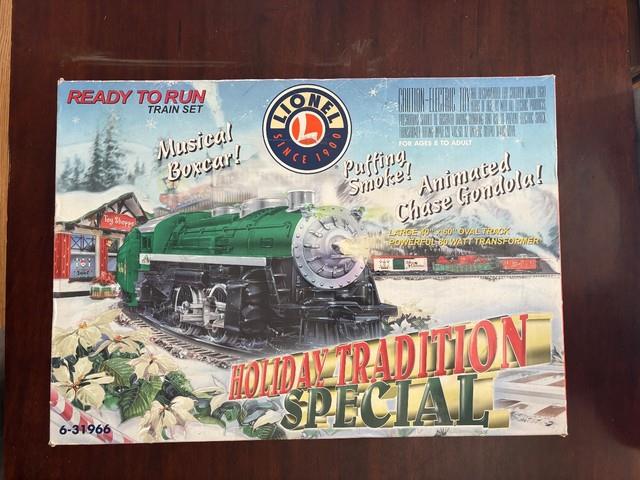 READY TO RUN
TRAIN SET
LIONEL
L
SINCE 1900
CAUTION-ELECTRIC TOY
FOR AGES 8 TO ADULT
Musical
Boxcar!
Puffing
Smoke!
Animated
Chase Gondola!
LARGE 40" x 60" OVAL TRACK
POWERFUL 80 WATT TRANSFORMER
Toy Shoppe
HOLIDAY TRADITION
SPECIAL
6-31966